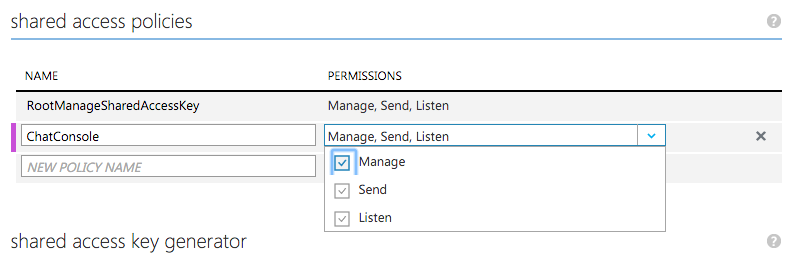 shared access policies ?
NAME PERMISSIONS
RootManageSharedAccessKey Manage, Send, Listen
ChatConsole Manage, Send, Listen
NEW POLICY NAME Manage
Send
Listen
shared access key generator ?